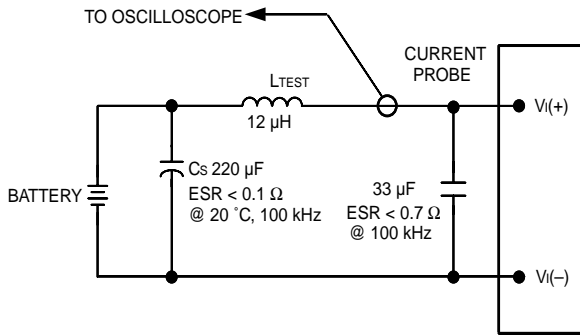 TO OSCILLOSCOPE
CURRENT
PROBE
LTEST
12 µH
VI(+)
CS 220 µF
ESR < 0.1 Ω
@ 20 ˚C, 100 kHz
BATTERY
33 µF
ESR < 0.7 Ω
@ 100 kHz
VI(–)